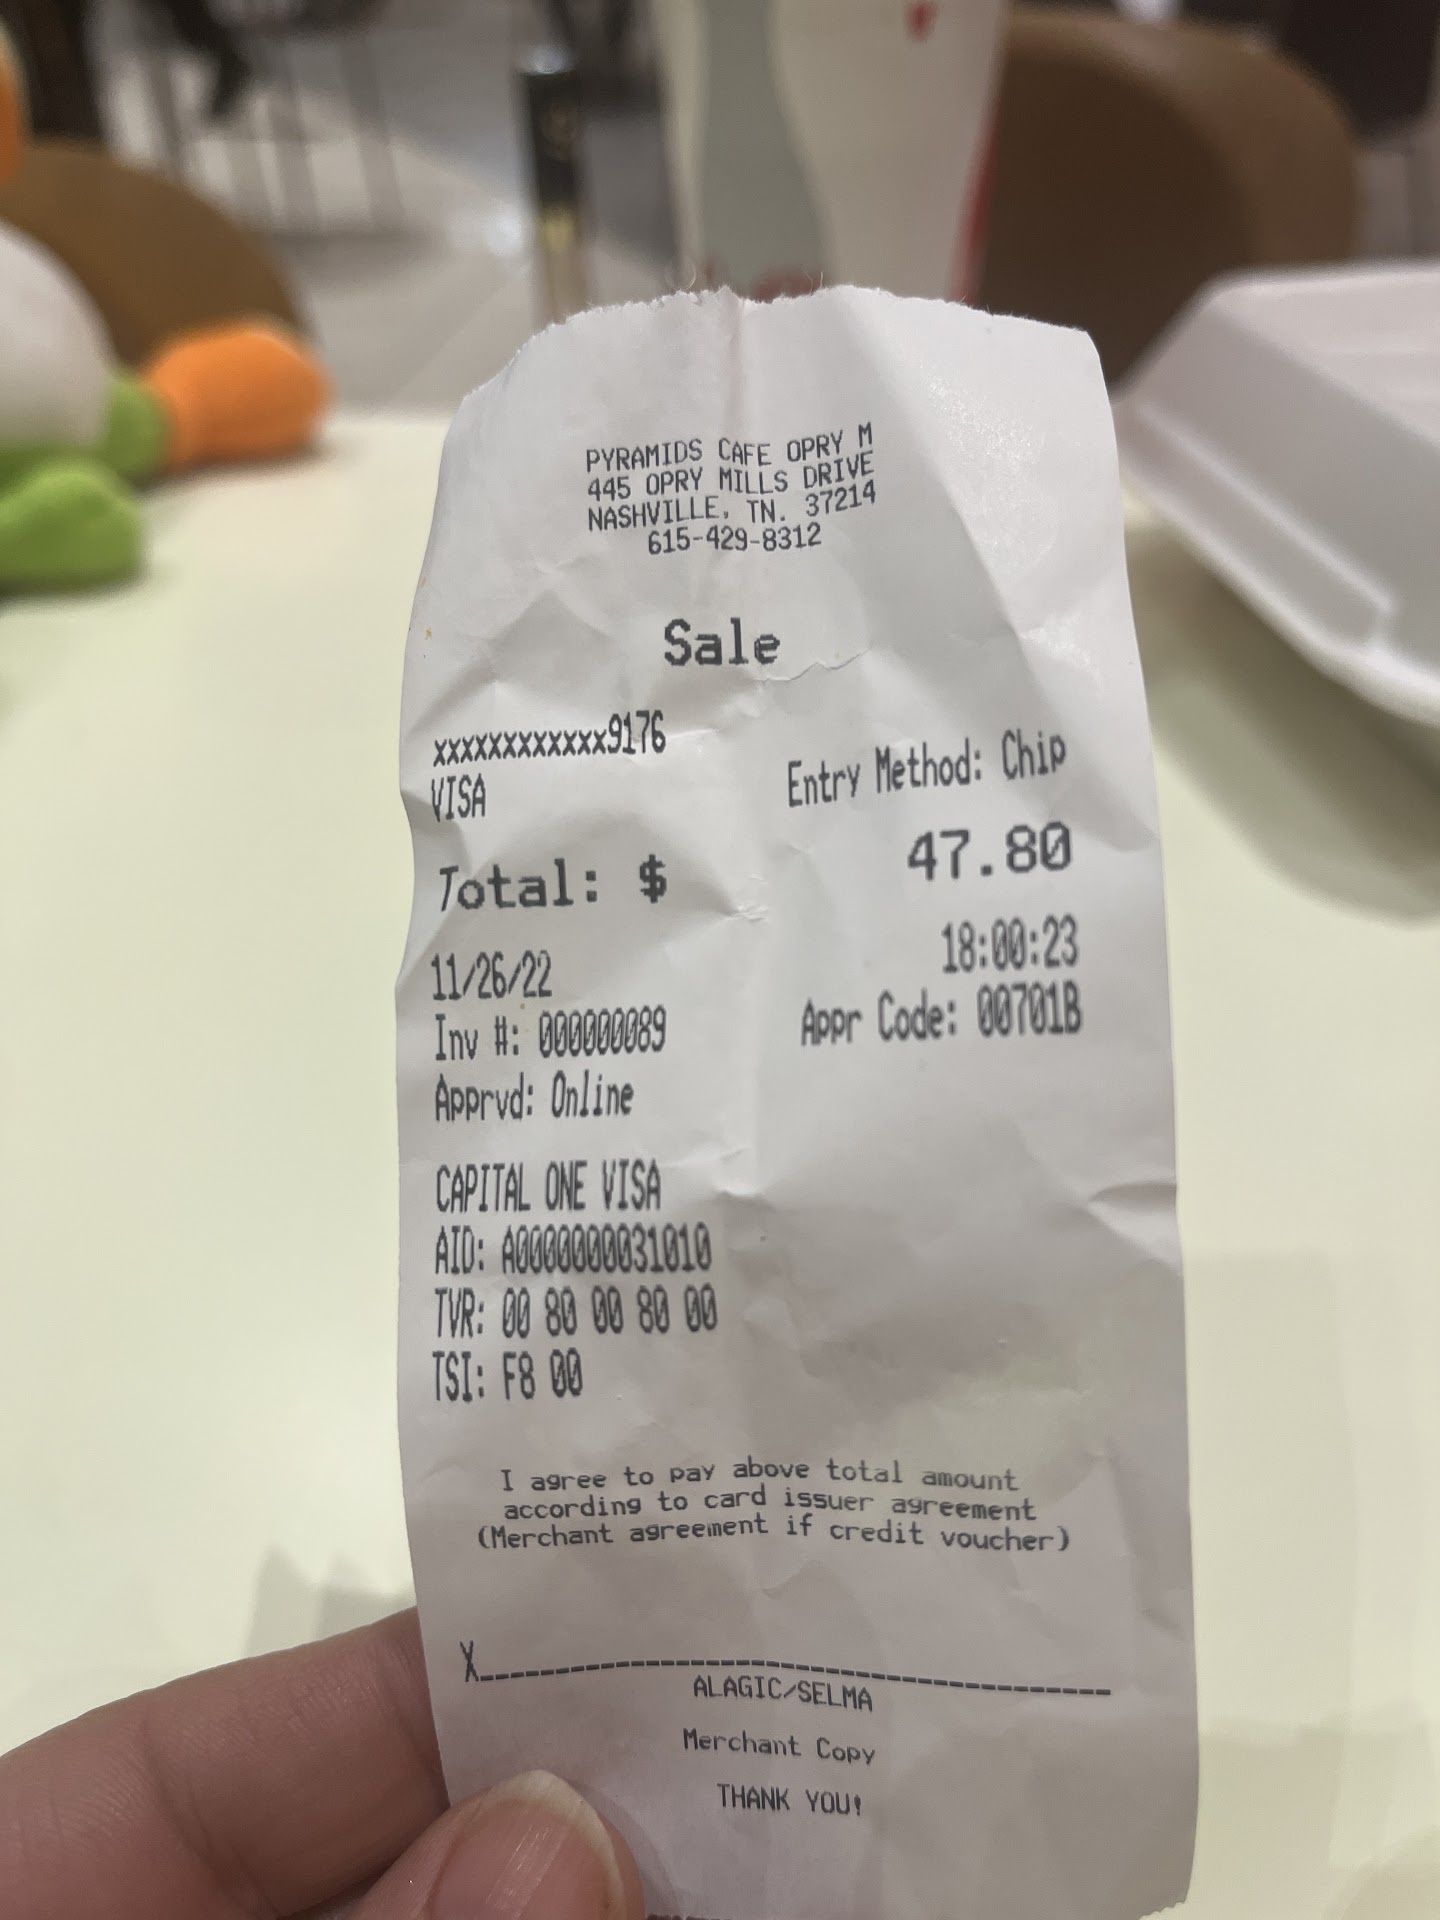 PYRAMIDS CAFE OPRY M
445 OPRY MILLS DRIVE
NASHVILLE, TN. 37214
615-429-8312
Sale
xxxxxxxxxxxx9176
VISA Entry Method: Chip
Total: $ 47.80
11/26/22 18:00:23
Inv #: 000000089 Appr Code: 00701B
Apprvd: Online
CAPITAL ONE VISA
AID: A0000000031010
TVR: 00 80 00 80 00
TSI: F8 00
I agree to pay above total amount
according to card issuer agreement
(Merchant agreement if credit voucher)
X
ALAGIC/SELMA
Merchant Copy
THANK YOU!